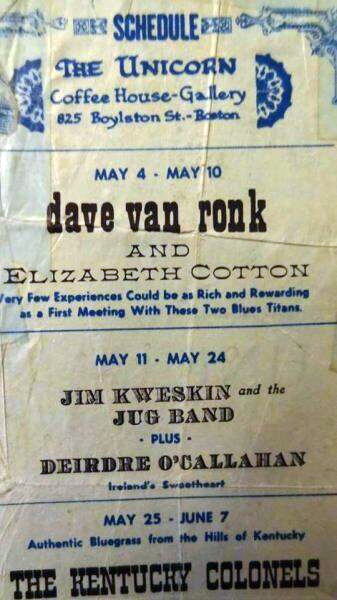 SCHEDULE
THE UNICORN
Coffee House-Gallery
825 Boylston St.-Boston
MAY 4 - MAY 10
dave van ronk
AND
ELIZABETH COTTON
Very Few Experiences Could be as Rich and Rewarding
as a First Meeting With These Two Blues Titans.
MAY 11 - MAY 24
JIM KWESKIN and the
JUG BAND
- PLUS -
DEIRDRE O'CALLAHAN
Ireland's Sweetheart
MAY 25 - JUNE 7
Authentic Bluegrass from the Hills of Kentucky
THE KENTUCKY COLONELS